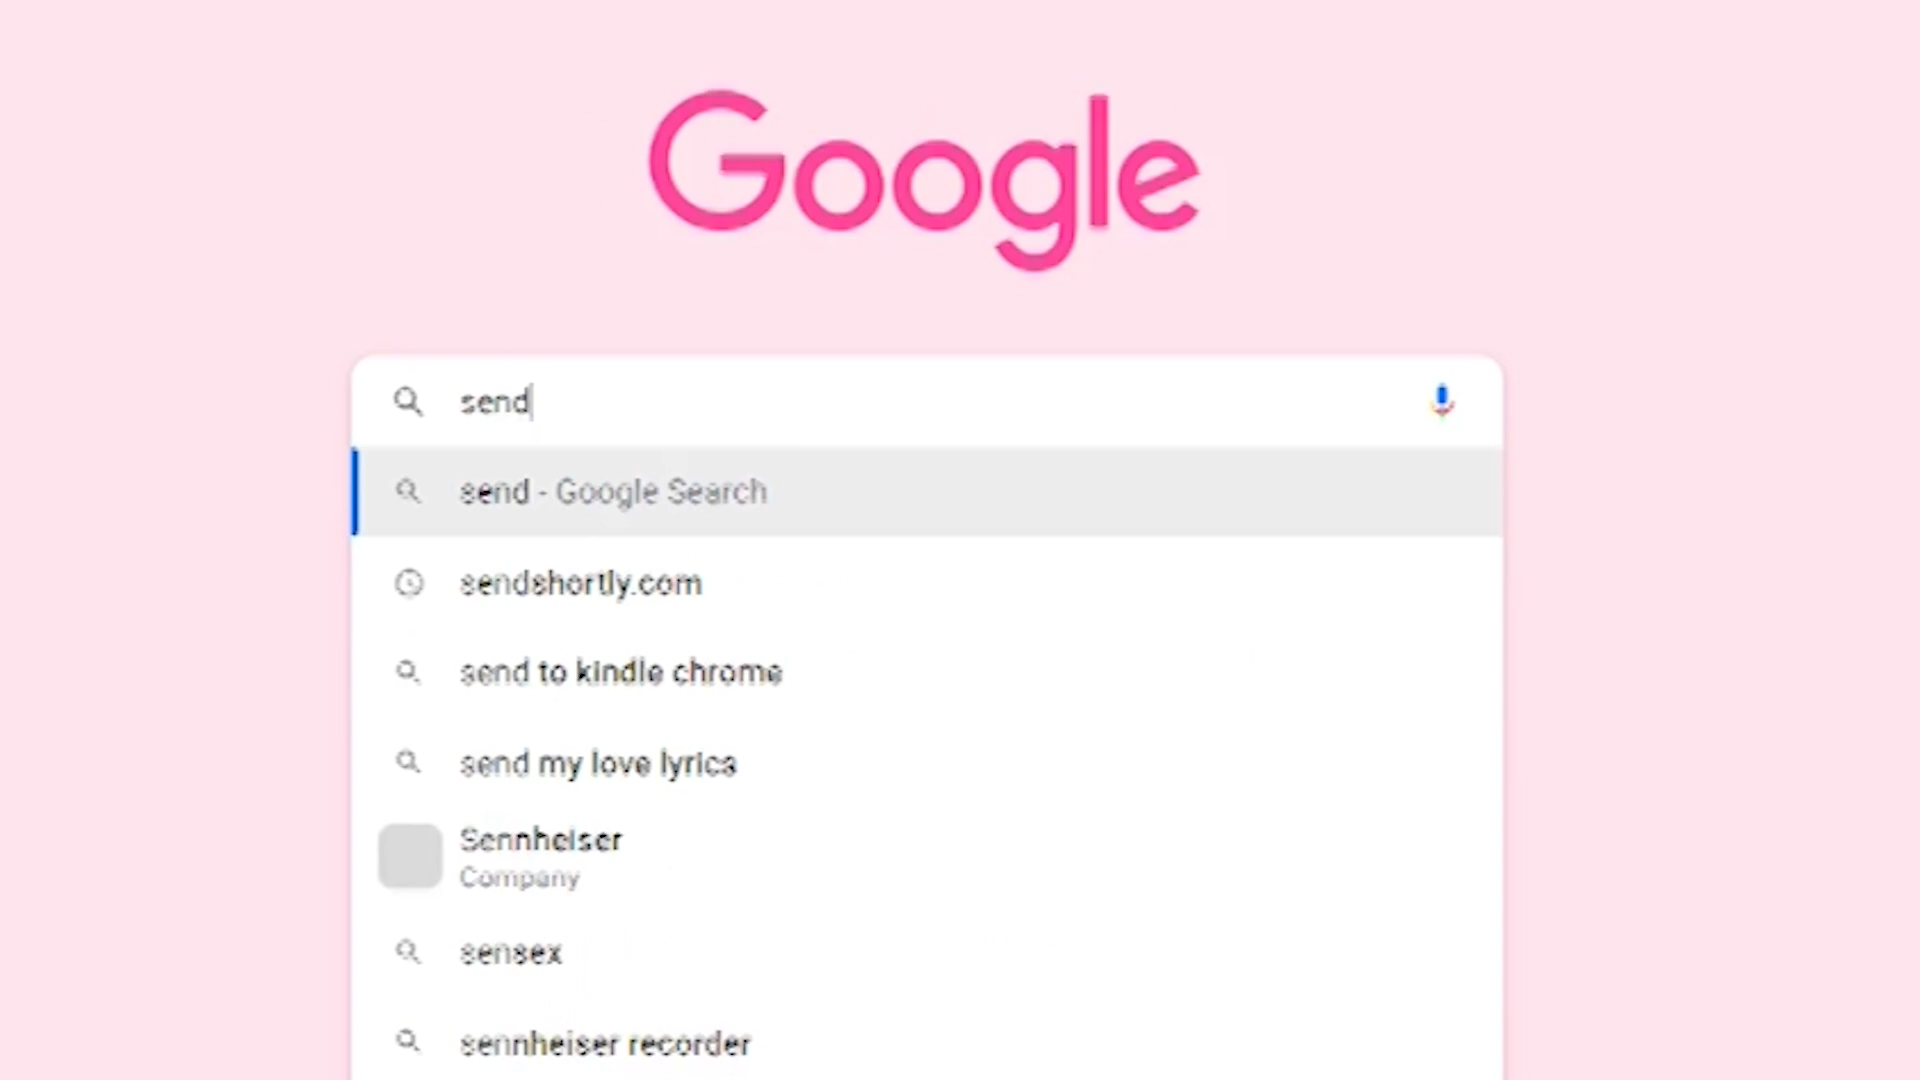 Google
send
send - Google Search
sendshortly.com
send to kindle chrome
send my love lyrics
Sennheiser
Company
sensex
sennheiser recorder